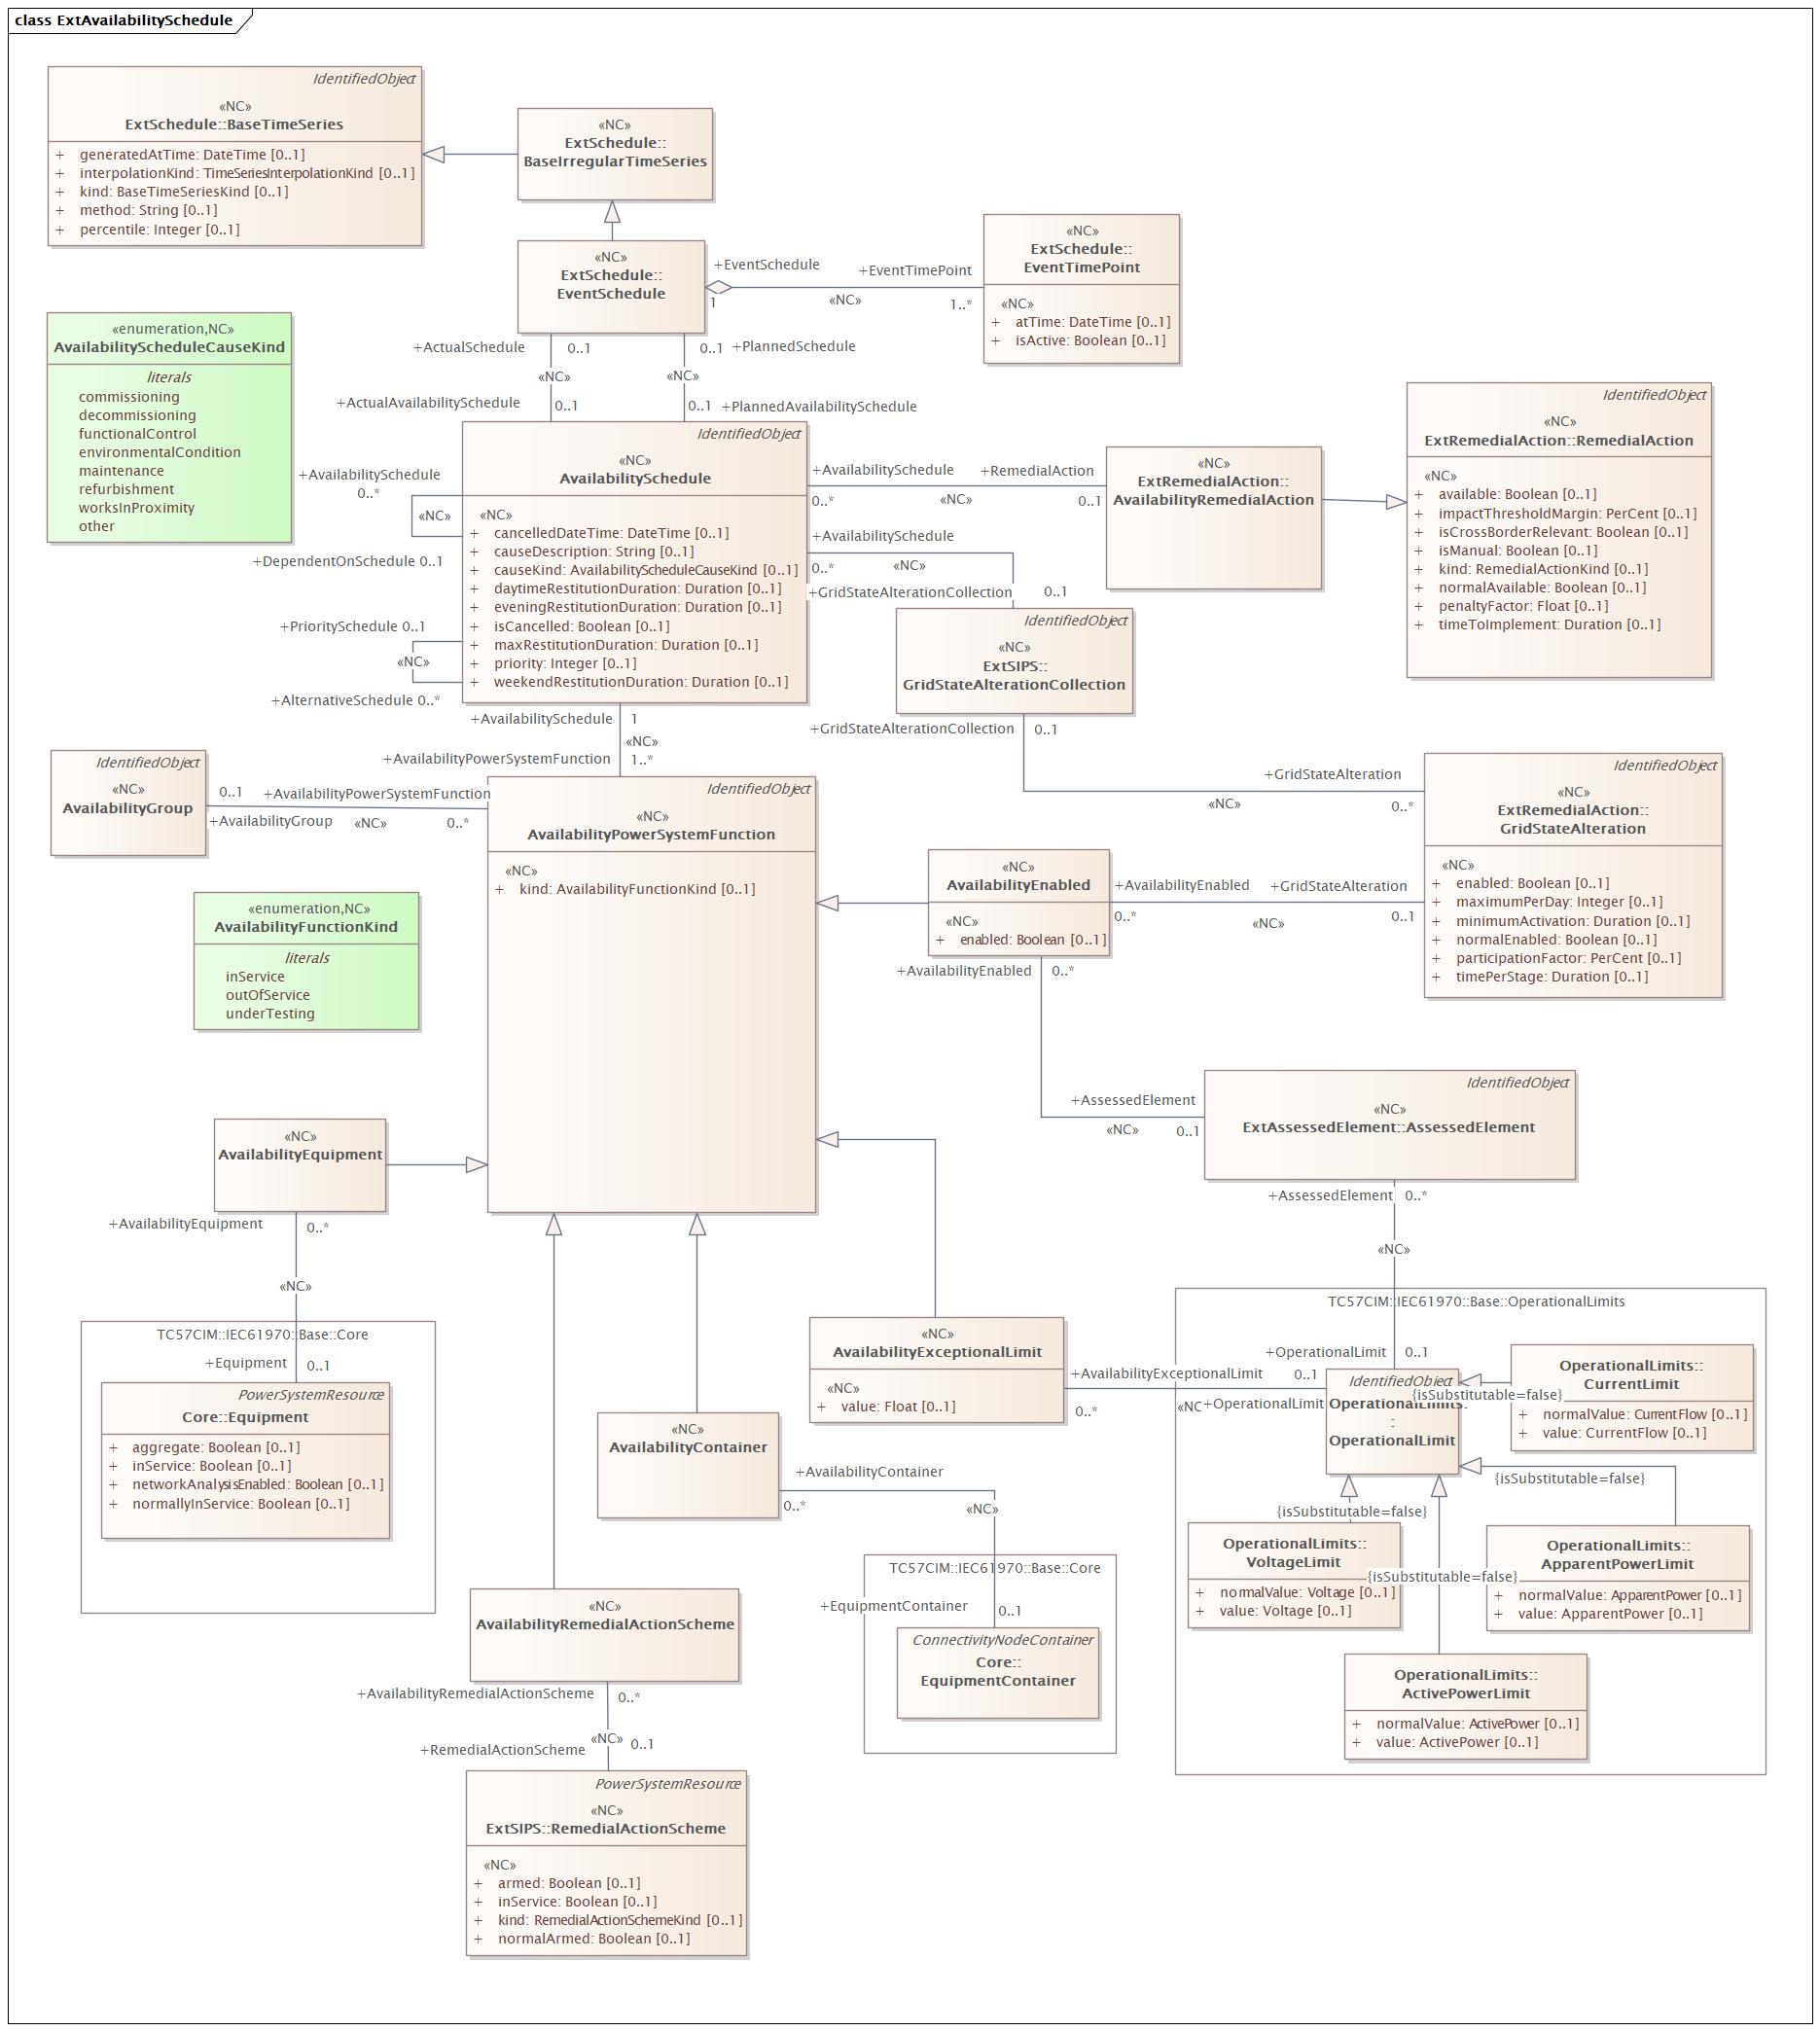 class ExtAvailabilitySchedule
IdentifiedObject
«NC»
ExtSchedule::BaseTimeSeries
+ generatedAtTime: DateTime [0..1]
+ interpolationKind: TimeSeriesInterpolationKind [0..1]
+ kind: BaseTimeSeriesKind [0..1]
+ method: String [0..1]
+ percentile: Integer [0..1]
«NC»
ExtSchedule::
BaseIrregularTimeSeries
«NC»
ExtSchedule::
EventSchedule
+EventSchedule
1
«NC»
+EventTimePoint
1..*
«NC»
ExtSchedule::
EventTimePoint
«NC»
+ atTime: DateTime [0..1]
+ isActive: Boolean [0..1]
«enumeration,NC»
AvailabilityScheduleCauseKind
literals
commissioning
decommissioning
functionalControl
environmentalCondition
maintenance
refurbishment
worksInProximity
other
+ActualSchedule
0..1
«NC»
+ActualAvailabilitySchedule
0..1
0..1
+PlannedSchedule
«NC»
0..1
+PlannedAvailabilitySchedule
IdentifiedObject
«NC»
AvailabilitySchedule
«NC»
+ cancelledDateTime: DateTime [0..1]
+ causeDescription: String [0..1]
+ causeKind: AvailabilityScheduleCauseKind [0..1]
+ daytimeRestitutionDuration: Duration [0..1]
+ eveningRestitutionDuration: Duration [0..1]
+ isCancelled: Boolean [0..1]
+ maxRestitutionDuration: Duration [0..1]
+ priority: Integer [0..1]
+ weekendRestitutionDuration: Duration [0..1]
+AvailabilitySchedule
0..*
«NC»
+DependentOnSchedule 0..1
+PrioritySchedule 0..1
«NC»
+AlternativeSchedule 0..*
+AvailabilitySchedule
0..*
«NC»
+RemedialAction
0..1
«NC»
ExtRemedialAction::
AvailabilityRemedialAction
IdentifiedObject
«NC»
ExtRemedialAction::RemedialAction
«NC»
+ available: Boolean [0..1]
+ impactThresholdMargin: PerCent [0..1]
+ isCrossBorderRelevant: Boolean [0..1]
+ isManual: Boolean [0..1]
+ kind: RemedialActionKind [0..1]
+ normalAvailable: Boolean [0..1]
+ penaltyFactor: Float [0..1]
+ timeToImplement: Duration [0..1]
+AvailabilitySchedule
0..*
«NC»
+GridStateAlterationCollection
0..1
IdentifiedObject
«NC»
ExtSIPS::
GridStateAlterationCollection
+GridStateAlterationCollection
0..1
+GridStateAlteration
«NC»
0..*
+AvailabilitySchedule
1
«NC»
+AvailabilityPowerSystemFunction
1..*
IdentifiedObject
«NC»
AvailabilityGroup
0..1
+AvailabilityGroup
+AvailabilityPowerSystemFunction
«NC»
0..*
IdentifiedObject
«NC»
AvailabilityPowerSystemFunction
«NC»
+ kind: AvailabilityFunctionKind [0..1]
«enumeration,NC»
AvailabilityFunctionKind
literals
inService
outOfService
underTesting
«NC»
AvailabilityEnabled
«NC»
+ enabled: Boolean [0..1]
+AvailabilityEnabled
0..*
«NC»
+GridStateAlteration
0..1
IdentifiedObject
«NC»
ExtRemedialAction::
GridStateAlteration
«NC»
+ enabled: Boolean [0..1]
+ maximumPerDay: Integer [0..1]
+ minimumActivation: Duration [0..1]
+ normalEnabled: Boolean [0..1]
+ participationFactor: PerCent [0..1]
+ timePerStage: Duration [0..1]
+AvailabilityEnabled
0..*
+AssessedElement
«NC»
0..1
IdentifiedObject
«NC»
ExtAssessedElement::AssessedElement
+AssessedElement
0..*
«NC»
«NC»
AvailabilityEquipment
+AvailabilityEquipment
0..*
«NC»
TC57CIM::IEC61970::Base::Core
+Equipment
0..1
PowerSystemResource
Core::Equipment
+ aggregate: Boolean [0..1]
+ inService: Boolean [0..1]
+ networkAnalysisEnabled: Boolean [0..1]
+ normallyInService: Boolean [0..1]
«NC»
AvailabilityExceptionalLimit
«NC»
+ value: Float [0..1]
+AvailabilityExceptionalLimit
0..*
0..1
«NC
+OperationalLimit
TC57CIM::IEC61970::Base::OperationalLimits
+OperationalLimit
0..1
IdentifiedObject
OperationalLimits:
:
OperationalLimit
{isSubstitutable=false}
OperationalLimits::
CurrentLimit
+ normalValue: CurrentFlow [0..1]
+ value: CurrentFlow [0..1]
{isSubstitutable=false}
{isSubstitutable=false}
OperationalLimits::
VoltageLimit
+ normalValue: Voltage [0..1]
+ value: Voltage [0..1]
{isSubstitutable=false}
OperationalLimits::
ApparentPowerLimit
+ normalValue: ApparentPower [0..1]
+ value: ApparentPower [0..1]
OperationalLimits::
ActivePowerLimit
+ normalValue: ActivePower [0..1]
+ value: ActivePower [0..1]
«NC»
AvailabilityContainer
+AvailabilityContainer
0..*
«NC»
TC57CIM::IEC61970::Base::Core
+EquipmentContainer
0..1
ConnectivityNodeContainer
Core::
EquipmentContainer
«NC»
AvailabilityRemedialActionScheme
+AvailabilityRemedialActionScheme
0..*
«NC»
0..1
+RemedialActionScheme
PowerSystemResource
«NC»
ExtSIPS::RemedialActionScheme
«NC»
+ armed: Boolean [0..1]
+ inService: Boolean [0..1]
+ kind: RemedialActionSchemeKind [0..1]
+ normalArmed: Boolean [0..1]